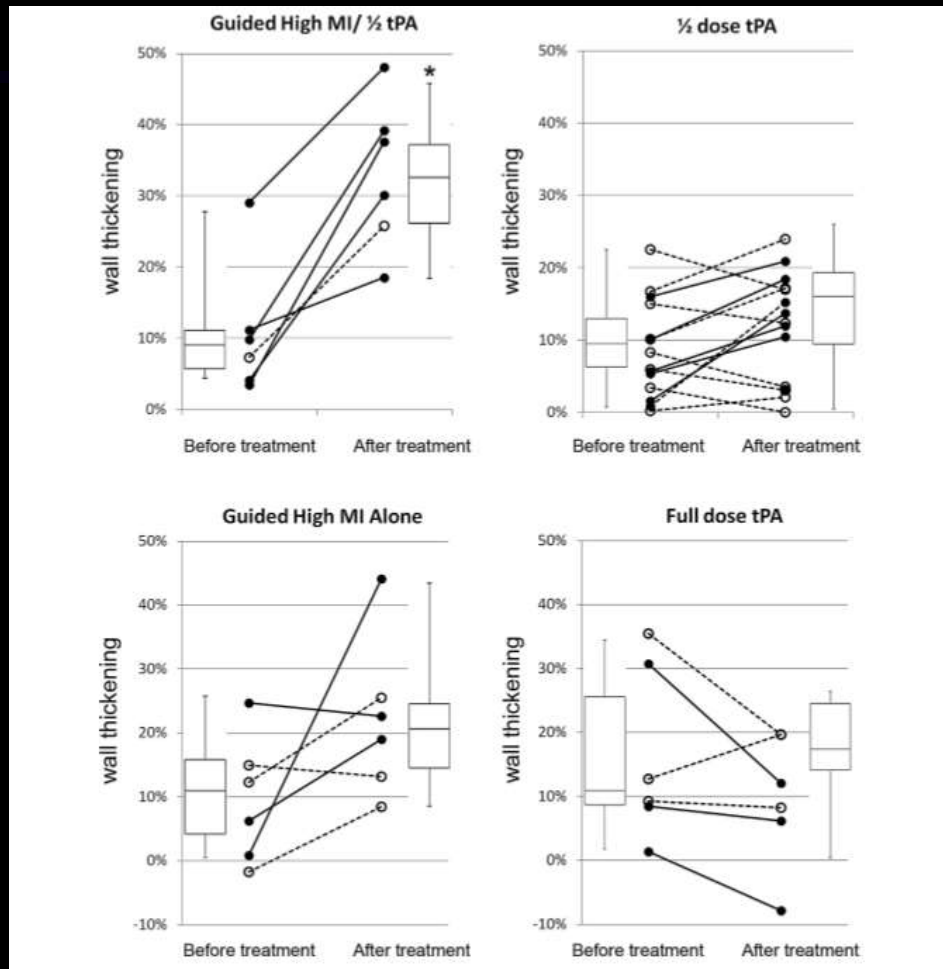 Guided High MI/ ½ tPA
50%
40%
30%
20%
10%
0%
wall thickening
*
Before treatment After treatment
½ dose tPA
50%
40%
30%
20%
10%
0%
wall thickening
Before treatment After treatment
Guided High MI Alone
50%
40%
30%
20%
10%
0%
-10%
wall thickening
Before treatment After treatment
Full dose tPA
50%
40%
30%
20%
10%
0%
-10%
wall thickening
Before treatment After treatment